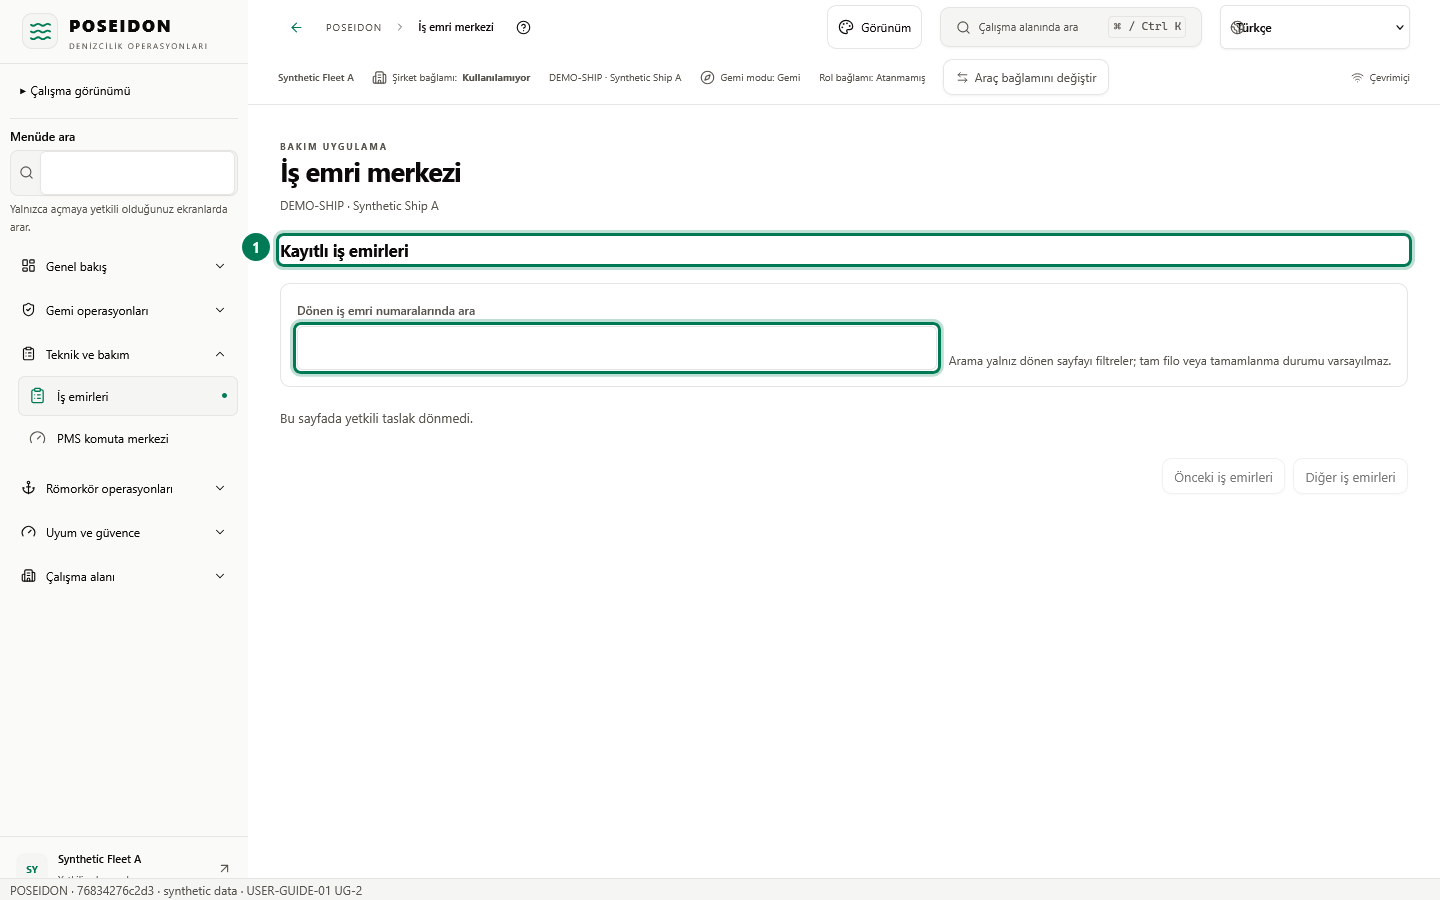 POSEIDON
DENİZCİLİK OPERASYONLARI
Çalışma görünümü
Menüde ara
Yalnızca açmaya yetkili olduğunuz ekranlarda
arar.
Genel bakış
Gemi operasyonları
Teknik ve bakım
İş emirleri
PMS komuta merkezi
Römorkör operasyonları
Uyum ve güvence
Çalışma alanı
SY
Synthetic Fleet A
POSEIDON
İş emri merkezi
Görünüm
Çalışma alanında ara
⌘ / Ctrl K
Türkçe
Synthetic Fleet A
Şirket bağlamı: Kullanılamıyor
DEMO-SHIP · Synthetic Ship A
Gemi modu: Gemi
Rol bağlamı: Atanmamış
Araç bağlamını değiştir
Çevrimiçi
BAKIM UYGULAMA
İş emri merkezi
DEMO-SHIP · Synthetic Ship A
1
Kayıtlı iş emirleri
Dönen iş emri numaralarında ara
Arama yalnız dönen sayfayı filtreler; tam filo veya tamamlanma durumu varsayılmaz.
Bu sayfada yetkili taslak dönmedi.
Önceki iş emirleri
Diğer iş emirleri
POSEIDON · 76834276c2d3 · synthetic data · USER-GUIDE-01 UG-2